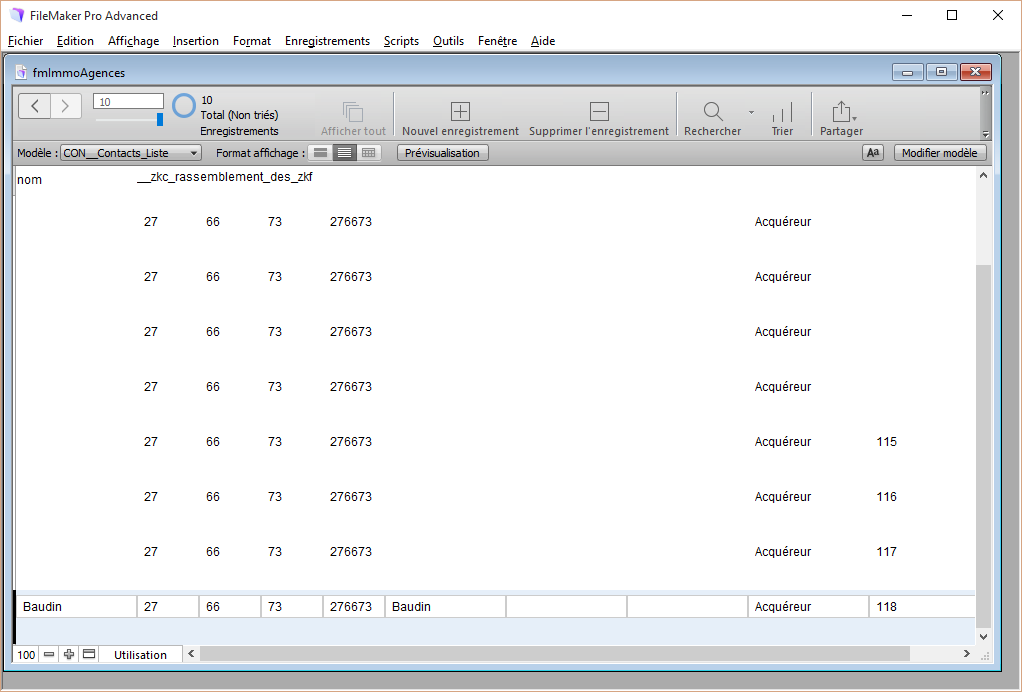 FileMaker Pro Advanced
Fichier Edition Affichage Insertion Format Enregistrements Scripts Outils Fenêtre Aide
fmImmoAgences
10
10
Total (Non triés)
Enregistrements
Afficher tout Nouvel enregistrement Supprimer l'enregistrement Rechercher Trier Partager
Modèle : CON__Contacts_Liste Format affichage : Prévisualisation Aa Modifier modèle
nom __zkc_rassemblement_des_zkf
27 66 73 276673 Acquéreur
27 66 73 276673 Acquéreur
27 66 73 276673 Acquéreur
27 66 73 276673 Acquéreur
27 66 73 276673 Acquéreur 115
27 66 73 276673 Acquéreur 116
27 66 73 276673 Acquéreur 117
Baudin 27 66 73 276673 Baudin Acquéreur 118
100 Utilisation